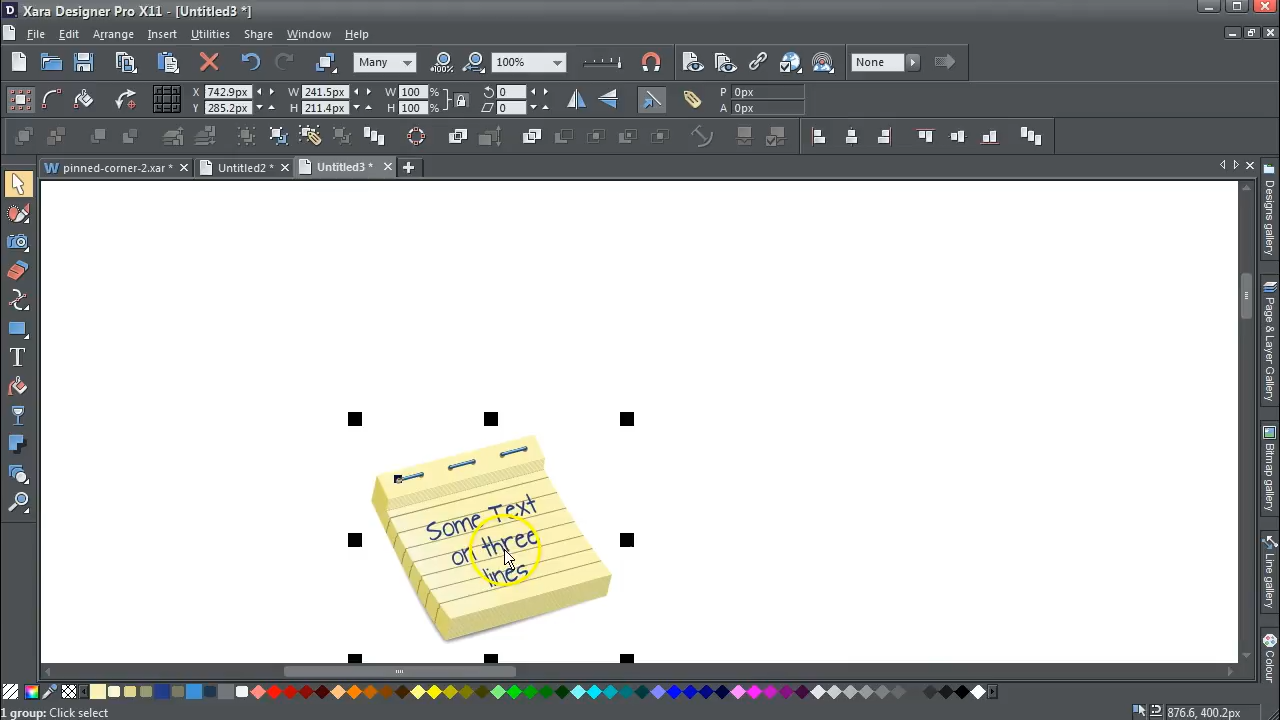 Xara Designer Pro X11 - [Untitled3 *]
File Edit Arrange Insert Utilities Share Window Help
Many 100% None
X 742.9px W 241.5px W 100 % 0 P 0px
Y 285.2px H 211.4px H 100 % 0 A 0px
pinned-corner-2.xar * Untitled2 * Untitled3 *
Designs gallery
Page & Layer Gallery
Bitmap gallery
Line gallery
Colour
Some Text
on three
lines
1 group: Click select
876.6, 400.2px